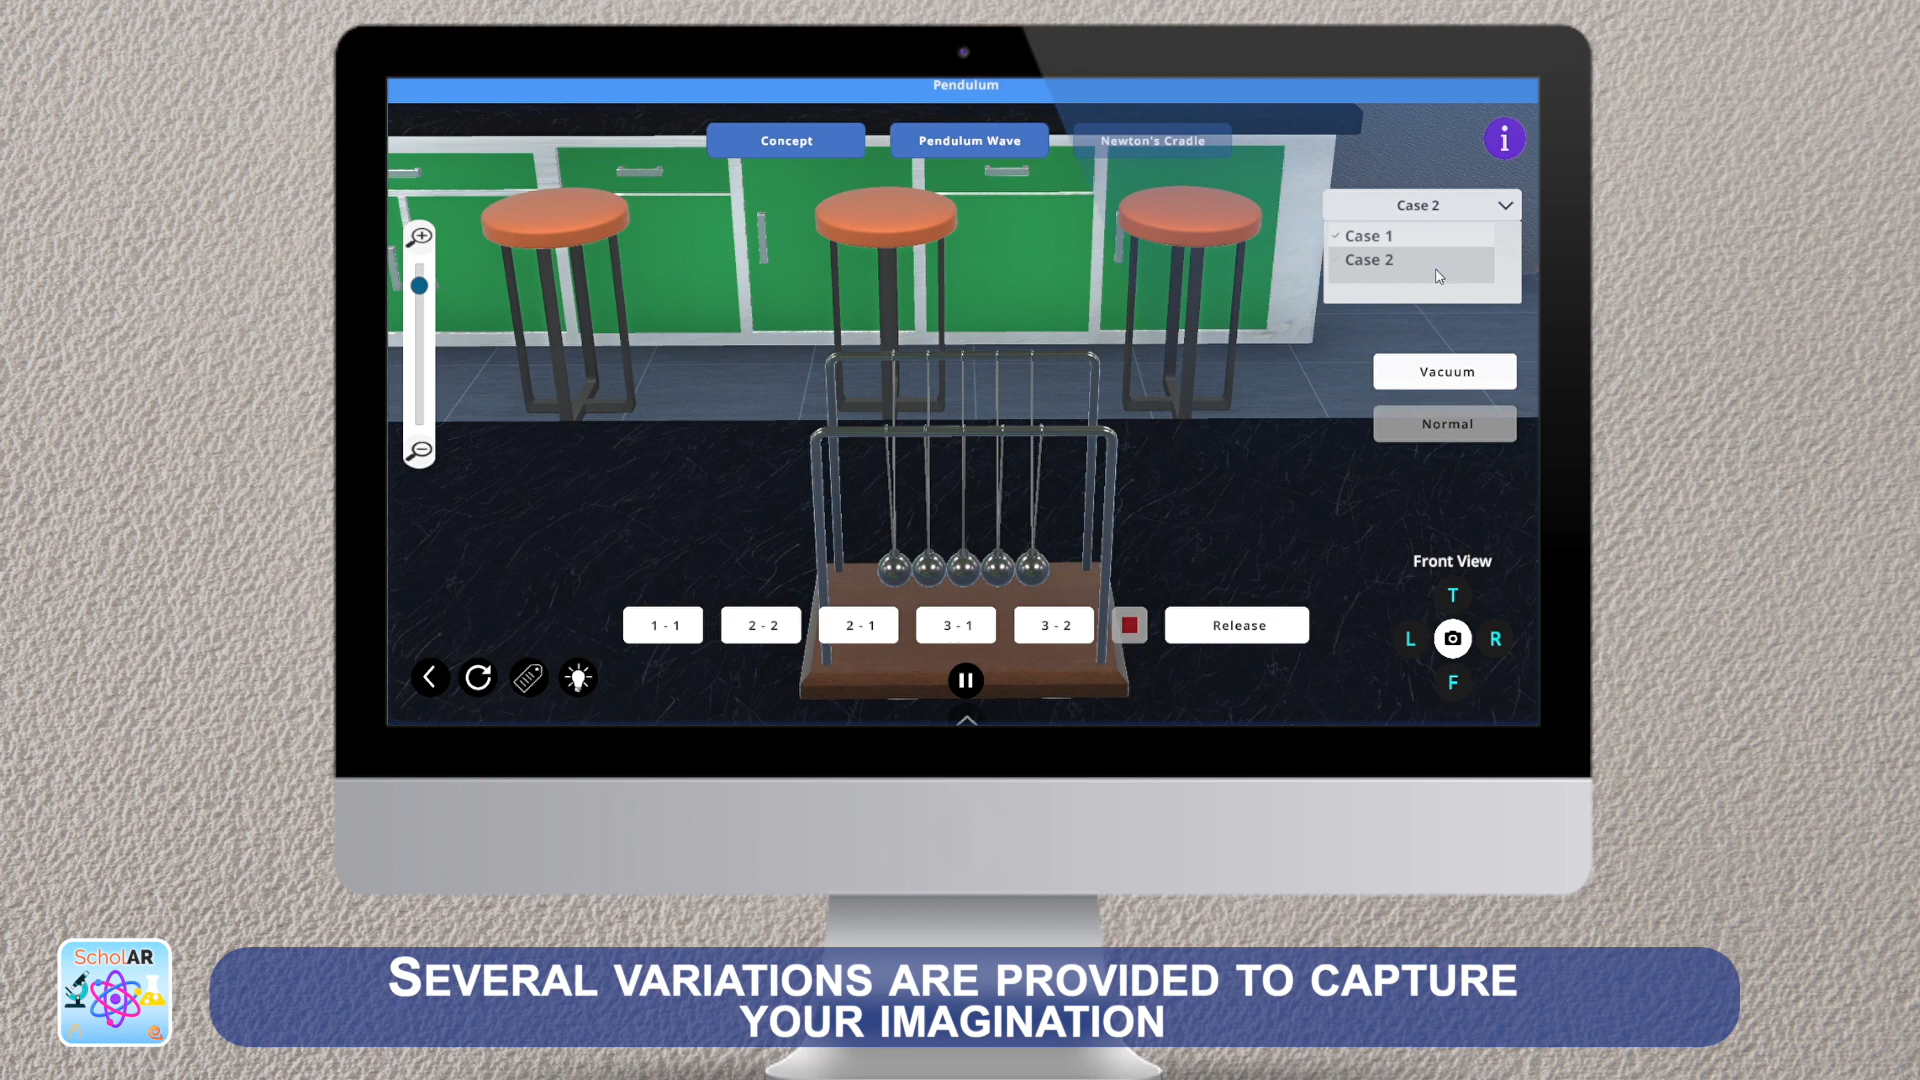 Pendulum
Concept
Pendulum Wave
Newton's Cradle
i
Case 2
Case 1
Case 2
Vacuum
Normal
Front View
T
L
R
F
1 - 1
2 - 2
2 - 1
3 - 1
3 - 2
Release
ScholAR
SEVERAL VARIATIONS ARE PROVIDED TO CAPTURE
YOUR IMAGINATION